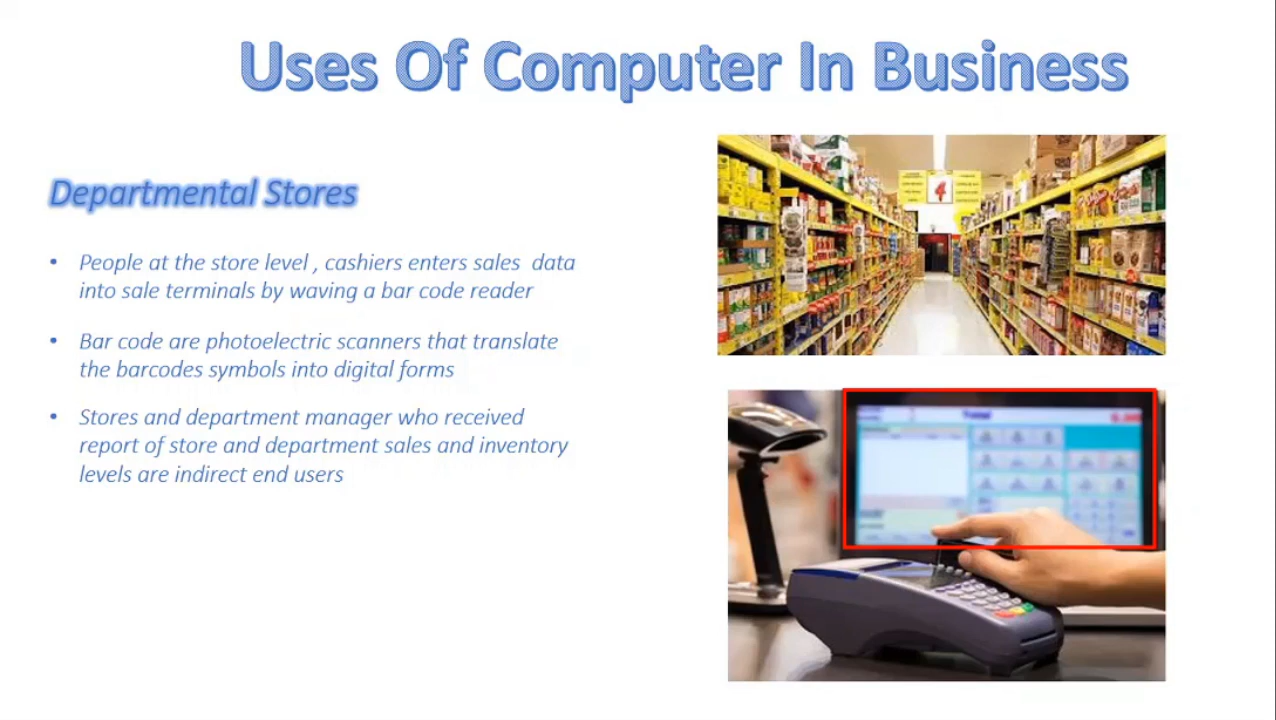 Uses Of Computer In Business
Departmental Stores
• People at the store level , cashiers enters sales data
into sale terminals by waving a bar code reader
• Bar code are photoelectric scanners that translate
the barcodes symbols into digital forms
• Stores and department manager who received
report of store and department sales and inventory
levels are indirect end users
4
Total